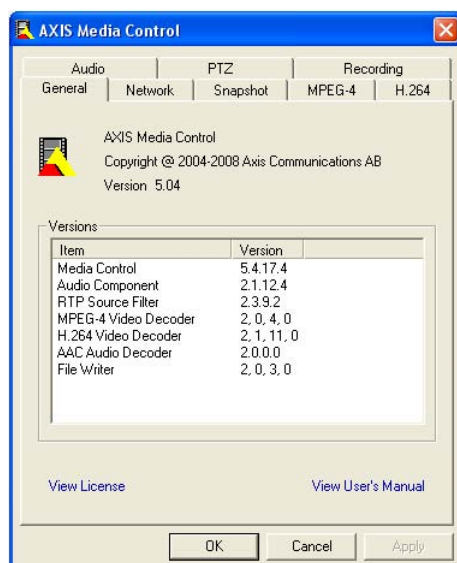 AXIS Media Control
Audio PTZ Recording
General Network Snapshot MPEG-4 H.264
AXIS Media Control
Copyright @ 2004-2008 Axis Communications AB
Version 5.04
Versions
Item Version
Media Control 5.4.17.4
Audio Component 2.1.12.4
RTP Source Filter 2.3.9.2
MPEG-4 Video Decoder 2, 0, 4, 0
H.264 Video Decoder 2, 1, 11, 0
AAC Audio Decoder 2.0.0.0
File Writer 2, 0, 3, 0
View License View User's Manual
OK Cancel Apply